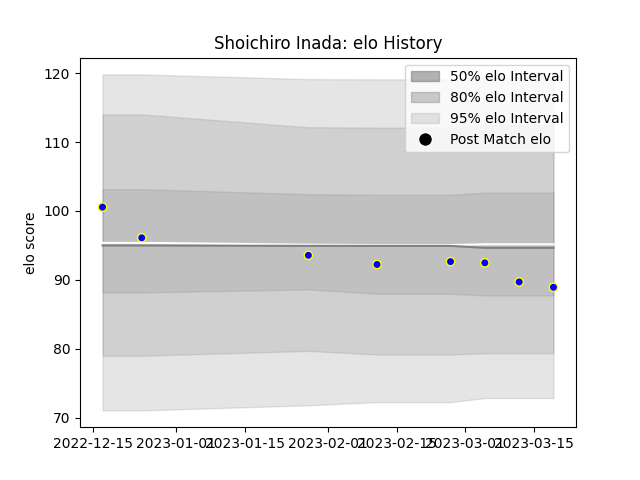 Shoichiro Inada: elo History
120
110
100
90
80
70
elo score
50% elo Interval
80% elo Interval
95% elo Interval
Post Match elo
2022-12-15 2023-01-01 2023-01-15 2023-02-01 2023-02-15 2023-03-01 2023-03-15